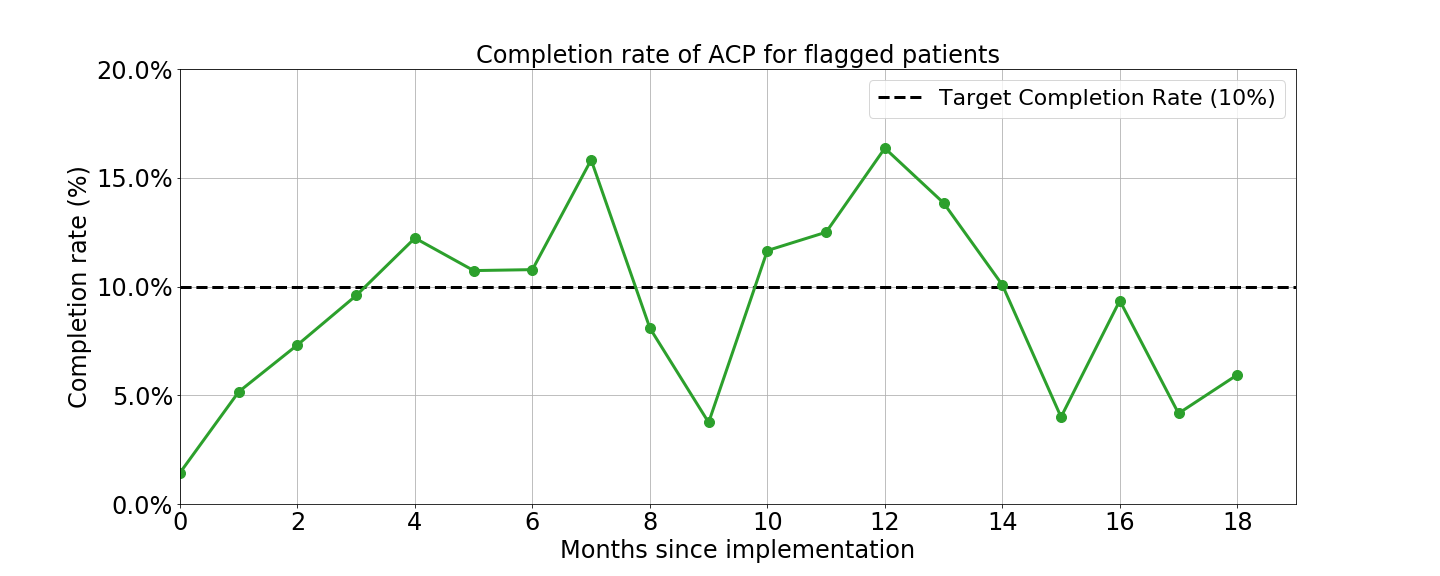 Completion rate of ACP for flagged patients
20.0%
15.0%
10.0%
5.0%
0.0%
Completion rate (%)
Target Completion Rate (10%)
0 2 4 6 8 10 12 14 16 18
Months since implementation